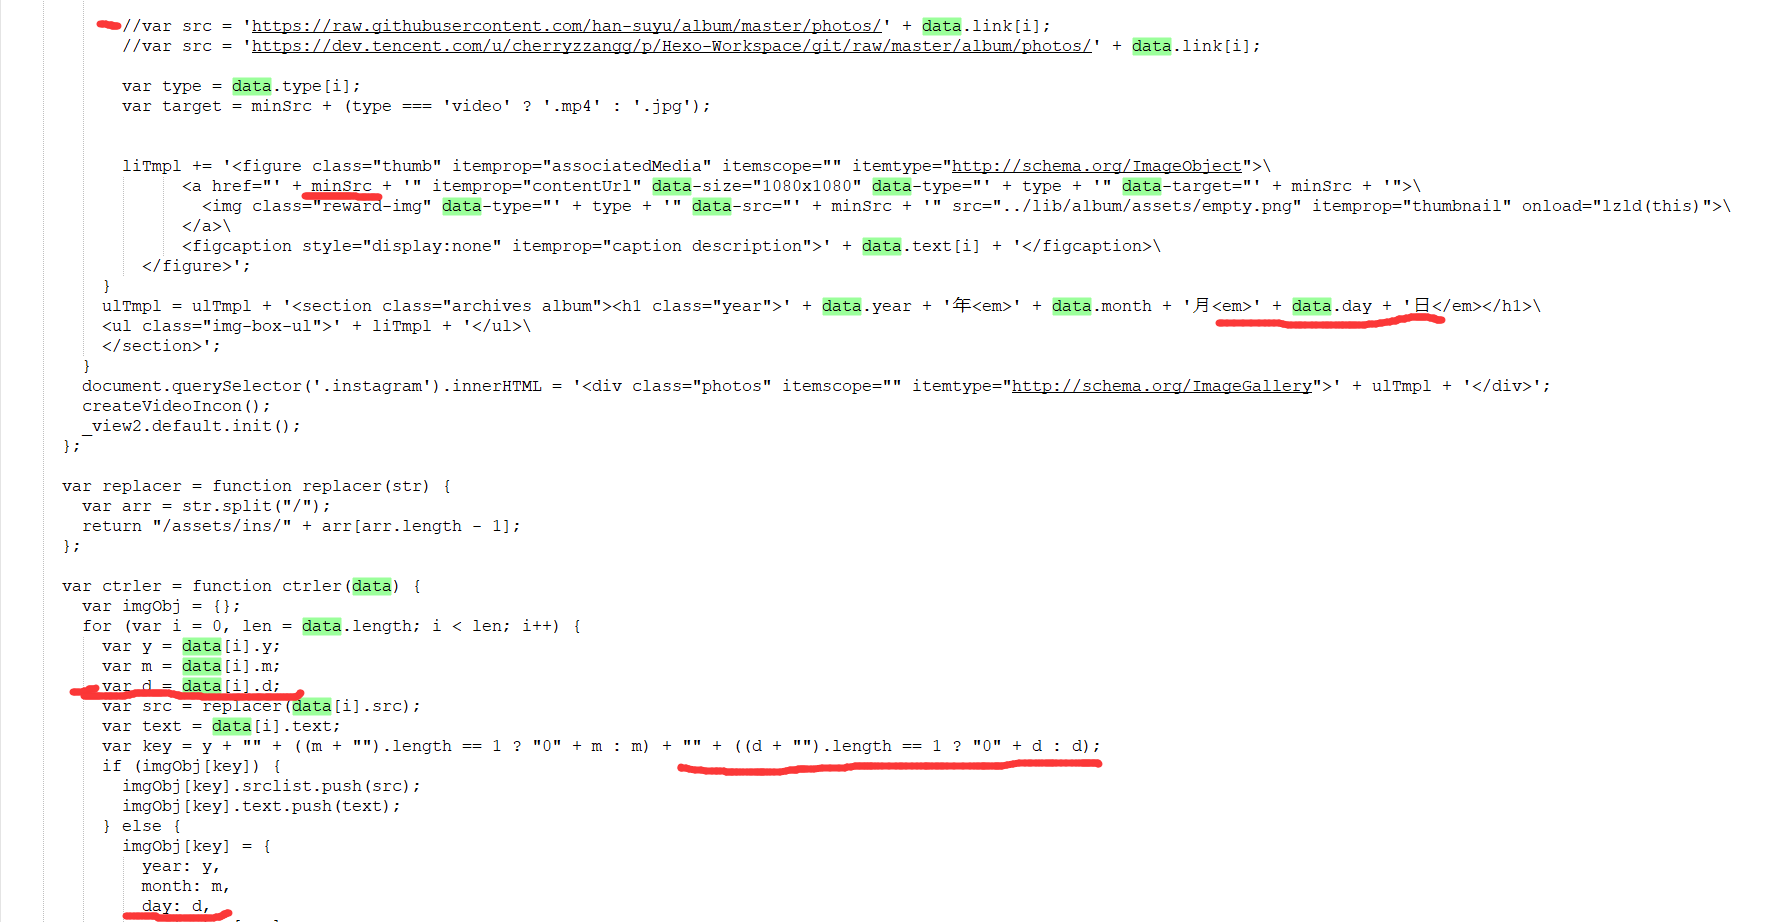 //var src = 'https://raw.githubusercontent.com/han-suyu/album/master/photos/' + data.link[i];
//var src = 'https://dev.tencent.com/u/cherryzzangg/p/Hexo-Workspace/git/raw/master/album/photos/' + data.link[i];
var type = data.type[i];
var target = minSrc + (type === 'video' ? '.mp4' : '.jpg');
liTmpl += '<figure class="thumb" itemprop="associatedMedia" itemscope="" itemtype="http://schema.org/ImageObject">\
<a href="' + minSrc + '" itemprop="contentUrl" data-size="1080x1080" data-type="' + type + '" data-target="' + minSrc + '">\
<img class="reward-img" data-type="' + type + '" data-src="' + minSrc + '" src="../lib/album/assets/empty.png" itemprop="thumbnail" onload="lzld(this)">\
</a>\
<figcaption style="display:none" itemprop="caption description">' + data.text[i] + '</figcaption>\
</figure>';
}
ulTmpl = ulTmpl + '<section class="archives album"><h1 class="year">' + data.year + '年<em>' + data.month + '月<em>' + data.day + '日</em></h1>\
<ul class="img-box-ul">' + liTmpl + '</ul>\
</section>';
}
document.querySelector('.instagram').innerHTML = '<div class="photos" itemscope="" itemtype="http://schema.org/ImageGallery">' + ulTmpl + '</div>';
createVideoIncon();
_view2.default.init();
};
var replacer = function replacer(str) {
var arr = str.split("/");
return "/assets/ins/" + arr[arr.length - 1];
};
var ctrler = function ctrler(data) {
var imgObj = {};
for (var i = 0, len = data.length; i < len; i++) {
var y = data[i].y;
var m = data[i].m;
var d = data[i].d;
var src = replacer(data[i].src);
var text = data[i].text;
var key = y + "" + ((m + "").length == 1 ? "0" + m : m) + "" + ((d + "").length == 1 ? "0" + d : d);
if (imgObj[key]) {
imgObj[key].srclist.push(src);
imgObj[key].text.push(text);
} else {
imgObj[key] = {
year: y,
month: m,
day: d,